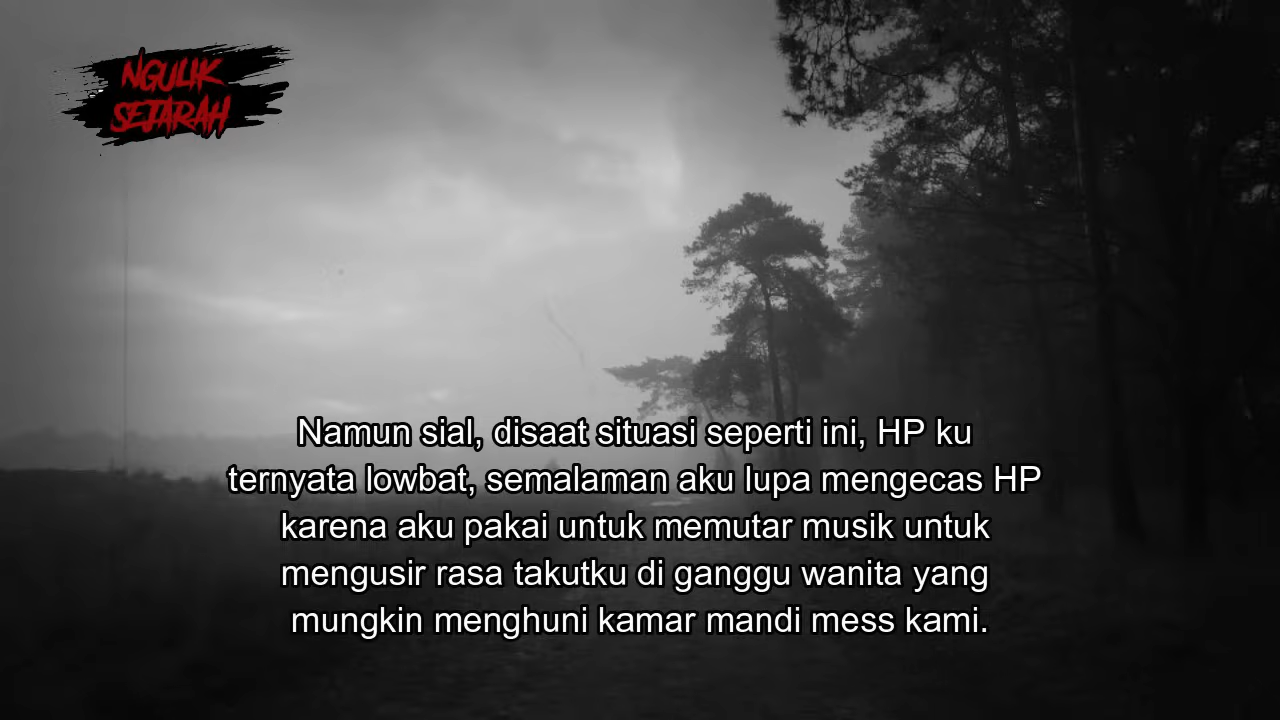 NGULIK
SEJARAH
Namun sial, disaat situasi seperti ini, HP ku
ternyata lowbat, semalaman aku lupa mengecas HP
karena aku pakai untuk memutar musik untuk
mengusir rasa takutku di ganggu wanita yang
mungkin menghuni kamar mandi mess kami.